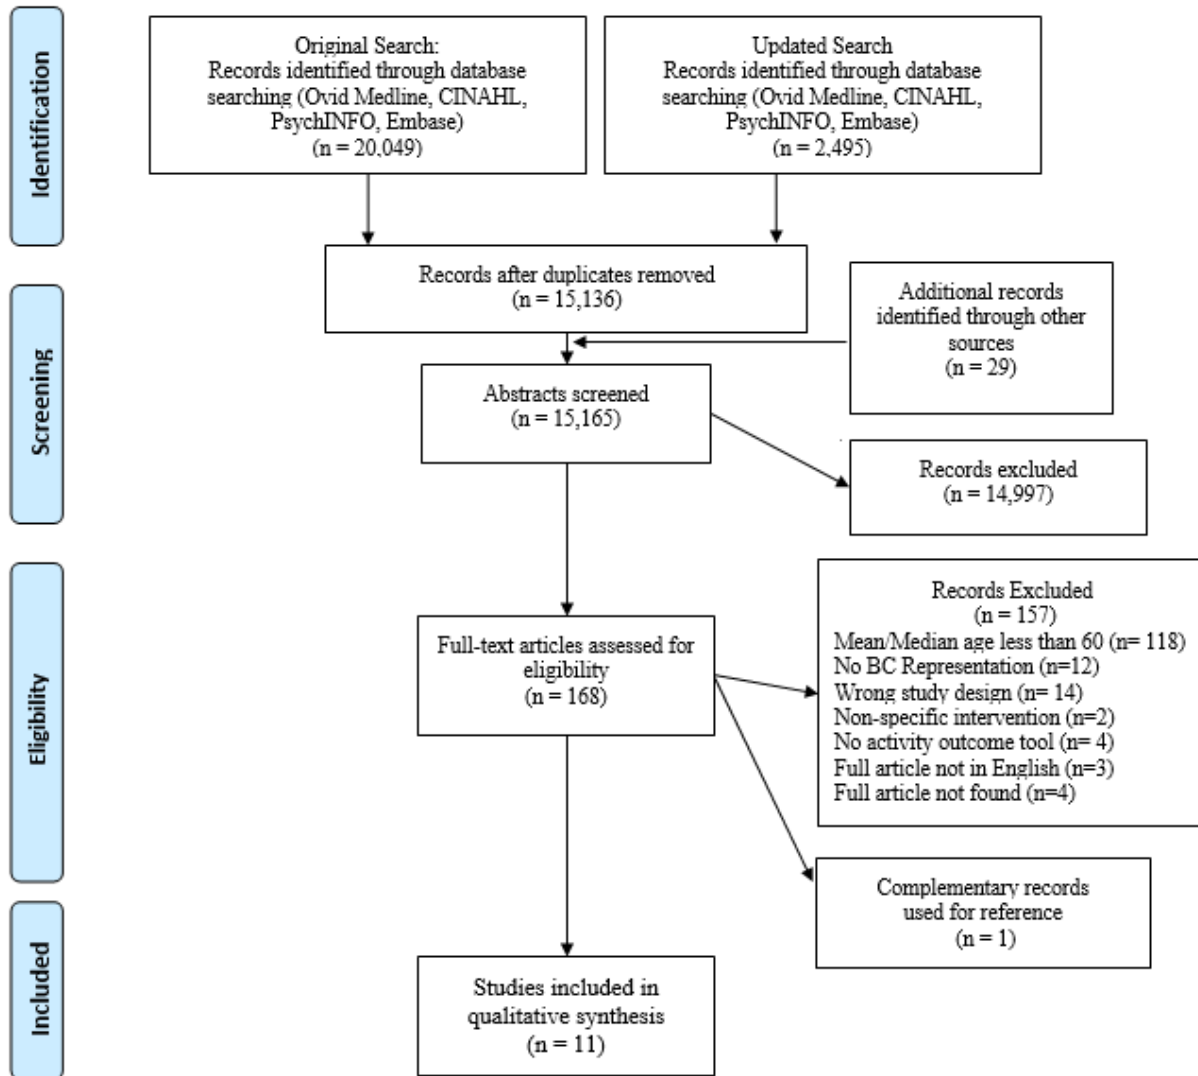 Identification
Original Search:
Records identified through database
searching (Ovid Medline, CINAHL,
PsychINFO, Embase)
(n = 20,049)
Updated Search
Records identified through database
searching (Ovid Medline, CINAHL,
PsychINFO, Embase)
(n = 2,495)
Records after duplicates removed
(n = 15,136)
Screening
Additional records
identified through other
sources
(n = 29)
Abstracts screened
(n = 15,165)
Records excluded
(n = 14,997)
Eligibility
Full-text articles assessed for
eligibility
(n = 168)
Records Excluded
(n = 157)
Mean/Median age less than 60 (n= 118)
No BC Representation (n=12)
Wrong study design (n= 14)
Non-specific intervention (n=2)
No activity outcome tool (n= 4)
Full article not in English (n=3)
Full article not found (n=4)
Complementary records
used for reference
(n = 1)
Included
Studies included in
qualitative synthesis
(n = 11)